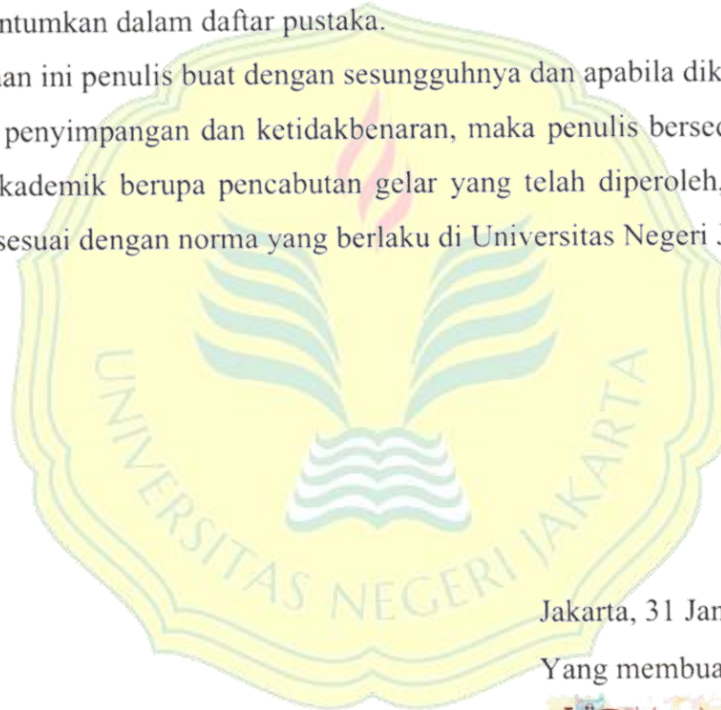 ntumkan dalam daftar pustaka.
an ini penulis buat dengan sesungguhnya dan apabila dik
penyimpangan dan ketidakbenaran, maka penulis bersed
kademik berupa pencabutan gelar yang telah diperoleh,
sesuai dengan norma yang berlaku di Universitas Negeri J
UNIVERSITAS NEGERI JAKARTA
Jakarta, 31 Jan
Yang membua